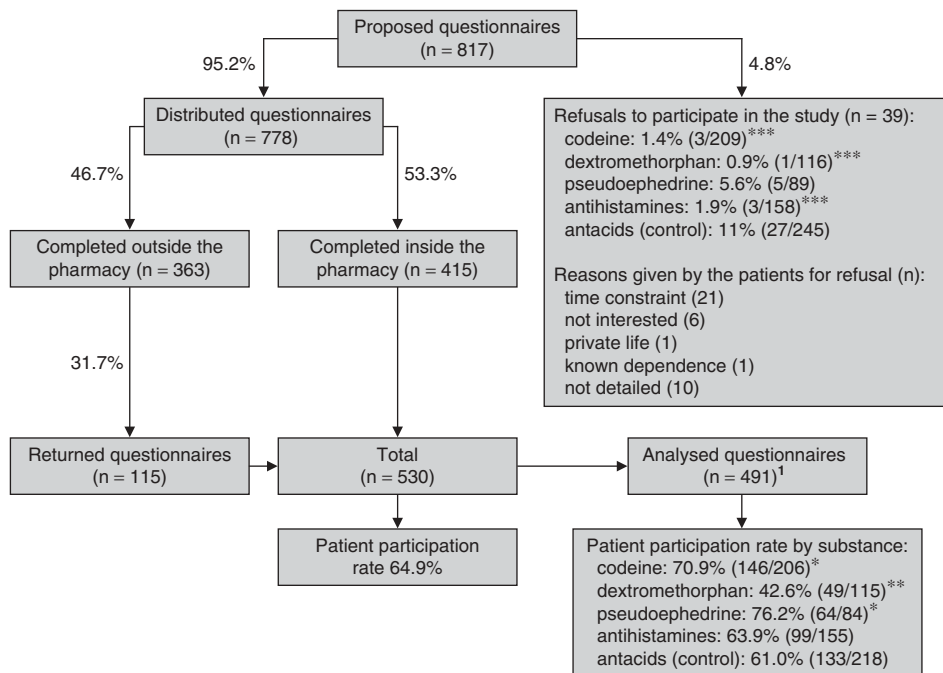 Proposed questionnaires
(n = 817)
95.2%
4.8%
Distributed questionnaires
(n = 778)
Refusals to participate in the study (n = 39):
codeine: 1.4% (3/209)***
dextromethorphan: 0.9% (1/116)***
pseudoephedrine: 5.6% (5/89)
antihistamines: 1.9% (3/158)***
antacids (control): 11% (27/245)
Reasons given by the patients for refusal (n):
time constraint (21)
not interested (6)
private life (1)
known dependence (1)
not detailed (10)
46.7%
53.3%
Completed outside the
pharmacy (n = 363)
Completed inside the
pharmacy (n = 415)
31.7%
Returned questionnaires
(n = 115)
Total
(n = 530)
Analysed questionnaires
(n = 491)1
Patient participation
rate 64.9%
Patient participation rate by substance:
codeine: 70.9% (146/206)*
dextromethorphan: 42.6% (49/115)**
pseudoephedrine: 76.2% (64/84)*
antihistamines: 63.9% (99/155)
antacids (control): 61.0% (133/218)